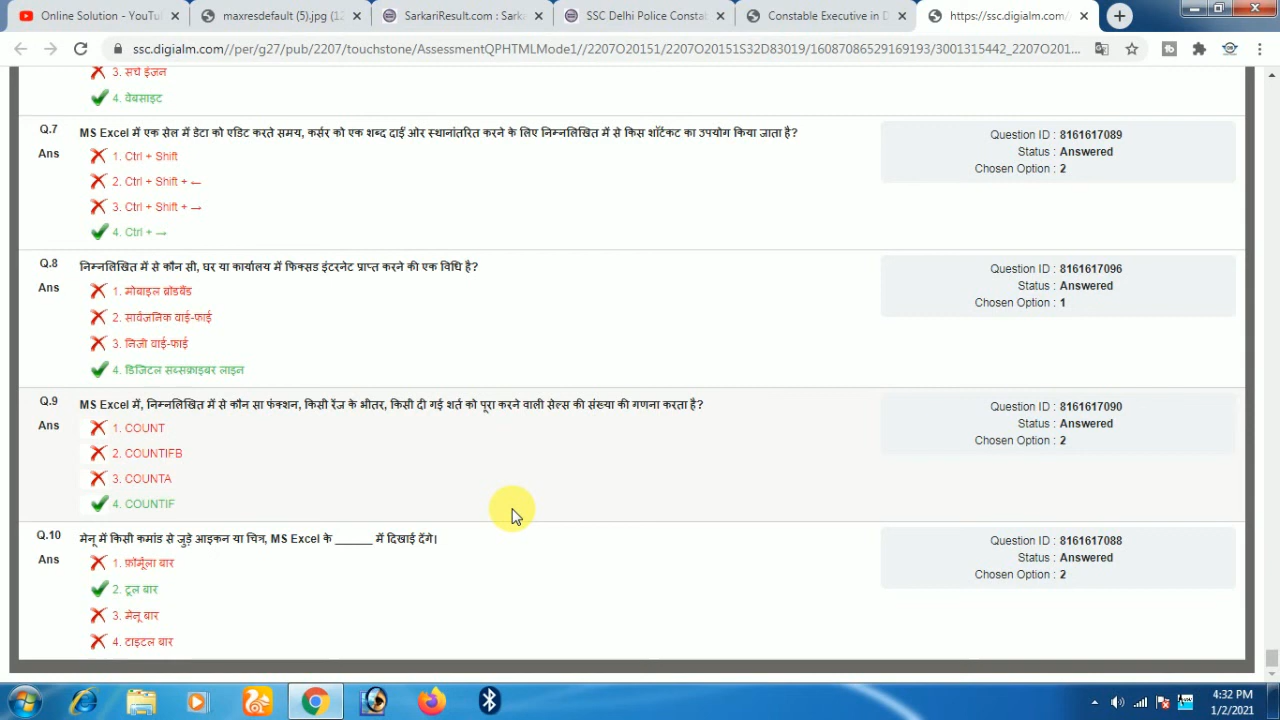 Online Solution - YouTu
maxresdefault (5).jpg (12
SarkariResult.com : Sarka
SSC Delhi Police Consta
Constable Executive in D
https://ssc.digialm.com/
ssc.digialm.com//per/g27/pub/2207/touchstone/AssessmentQPHTMLMode1//2207O20151/2207O20151S32D83019/16087086529169193/3001315442_2207O201...
3. सर्च इंजन
4. वेबसाइट
Q.7 MS Excel में एक सेल में डेटा को एडिट करते समय, कर्सर को एक शब्द दाईं ओर स्थानांतरित करने के लिए निम्नलिखित में से किस शॉर्टकट का उपयोग किया जाता है?
Ans 1. Ctrl + Shift
2. Ctrl + Shift + ←
3. Ctrl + Shift + →
4. Ctrl + →
Question ID : 8161617089
Status : Answered
Chosen Option : 2
Q.8 निम्नलिखित में से कौन सी, घर या कार्यालय में फिक्सड इंटरनेट प्राप्त करने की एक विधि है?
Ans 1. मोबाइल ब्रॉडबैंड
2. सार्वजनिक वाई-फाई
3. निजी वाई-फाई
4. डिजिटल सब्सक्राइबर लाइन
Question ID : 8161617096
Status : Answered
Chosen Option : 1
Q.9 MS Excel में, निम्नलिखित में से कौन सा फंक्शन, किसी रेंज के भीतर, किसी दी गई शर्त को पूरा करने वाली सेल्स की संख्या की गणना करता है?
Ans 1. COUNT
2. COUNTIFB
3. COUNTA
4. COUNTIF
Question ID : 8161617090
Status : Answered
Chosen Option : 2
Q.10 मेनू में किसी कमांड से जुड़े आइकन या चित्र, MS Excel के ______ में दिखाई देंगे।
Ans 1. फ़ॉर्मूला बार
2. टूल बार
3. मेनू बार
4. टाइटल बार
Question ID : 8161617088
Status : Answered
Chosen Option : 2
4:32 PM
1/2/2021